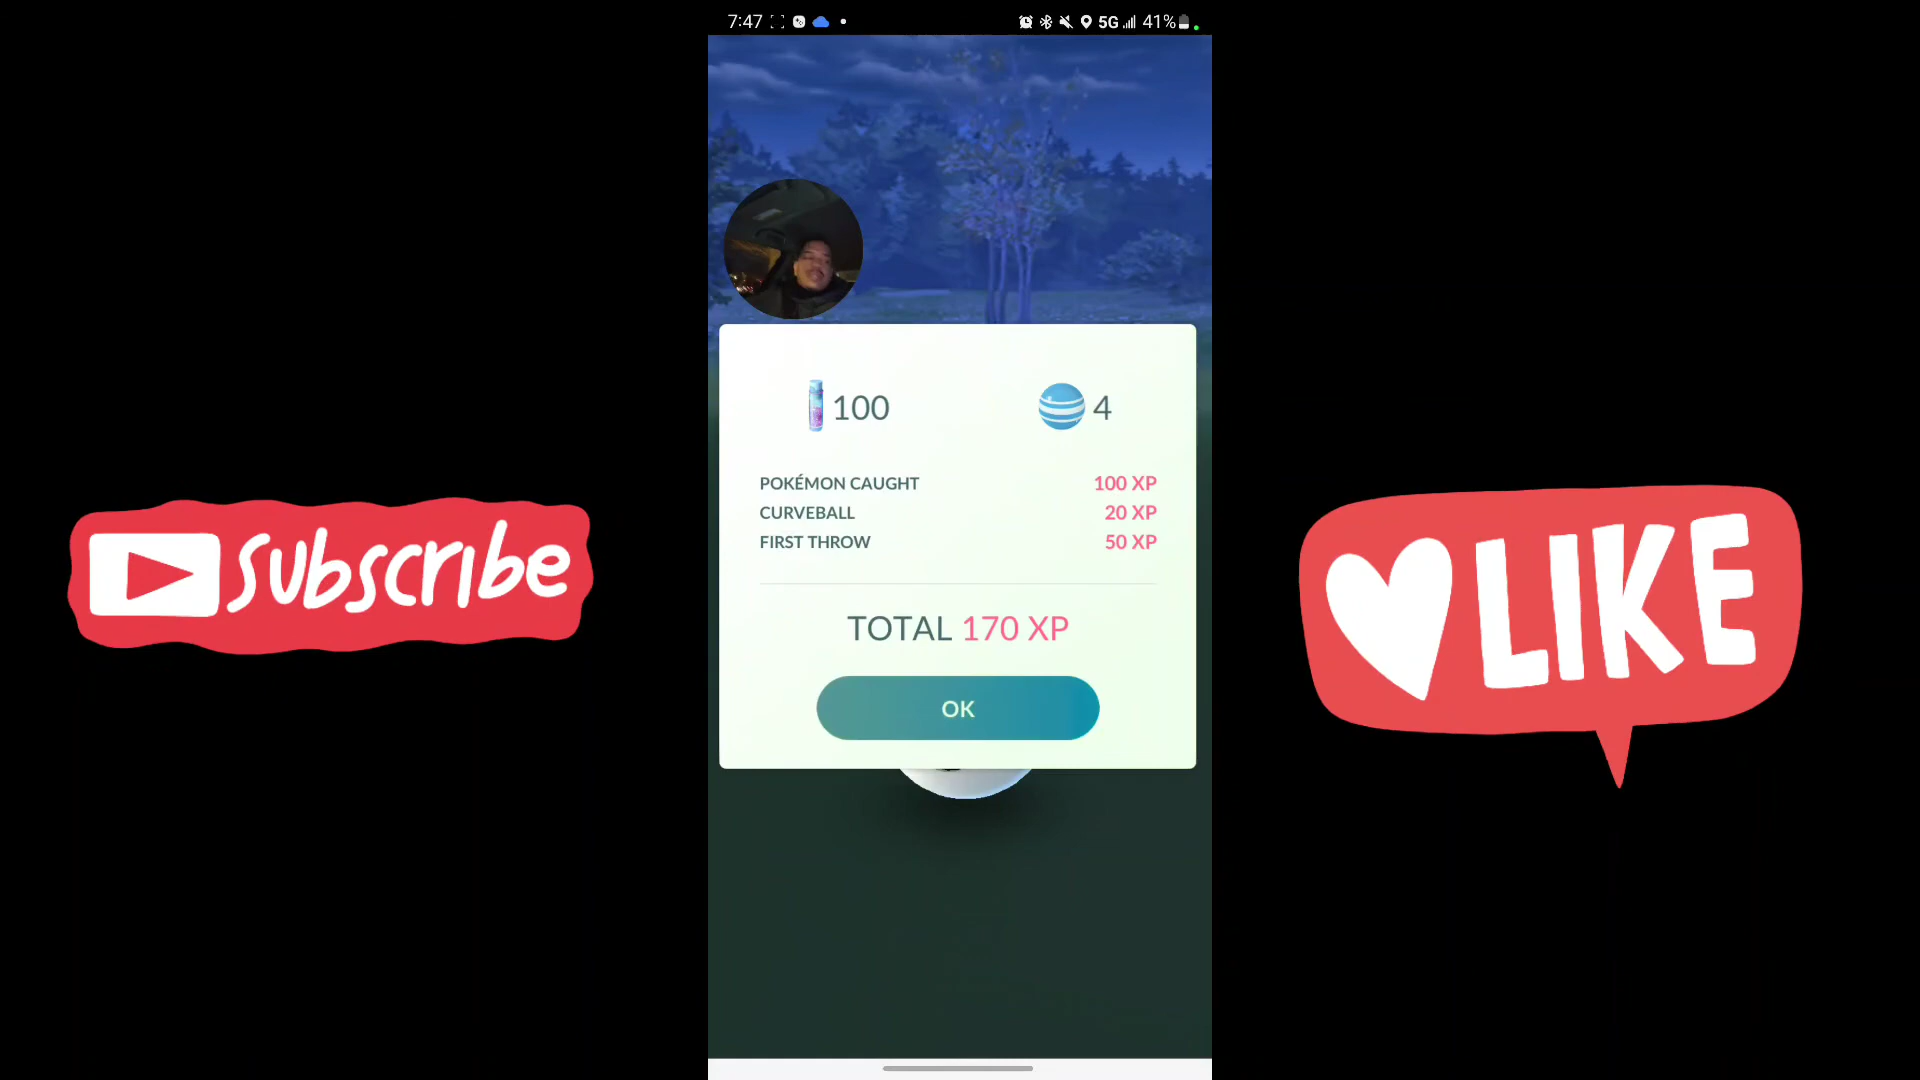 7:47
5G 41%
100
4
POKÉMON CAUGHT 100 XP
CURVEBALL 20 XP
FIRST THROW 50 XP
TOTAL 170 XP
OK
Subscribe
LIKE